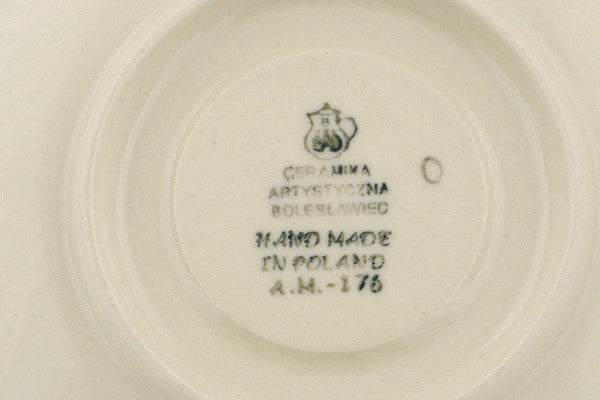 B
CERAMIKA
ARTYSTYCZNA
BOLESŁAWIEC
HAND MADE
IN POLAND
A.M.-176